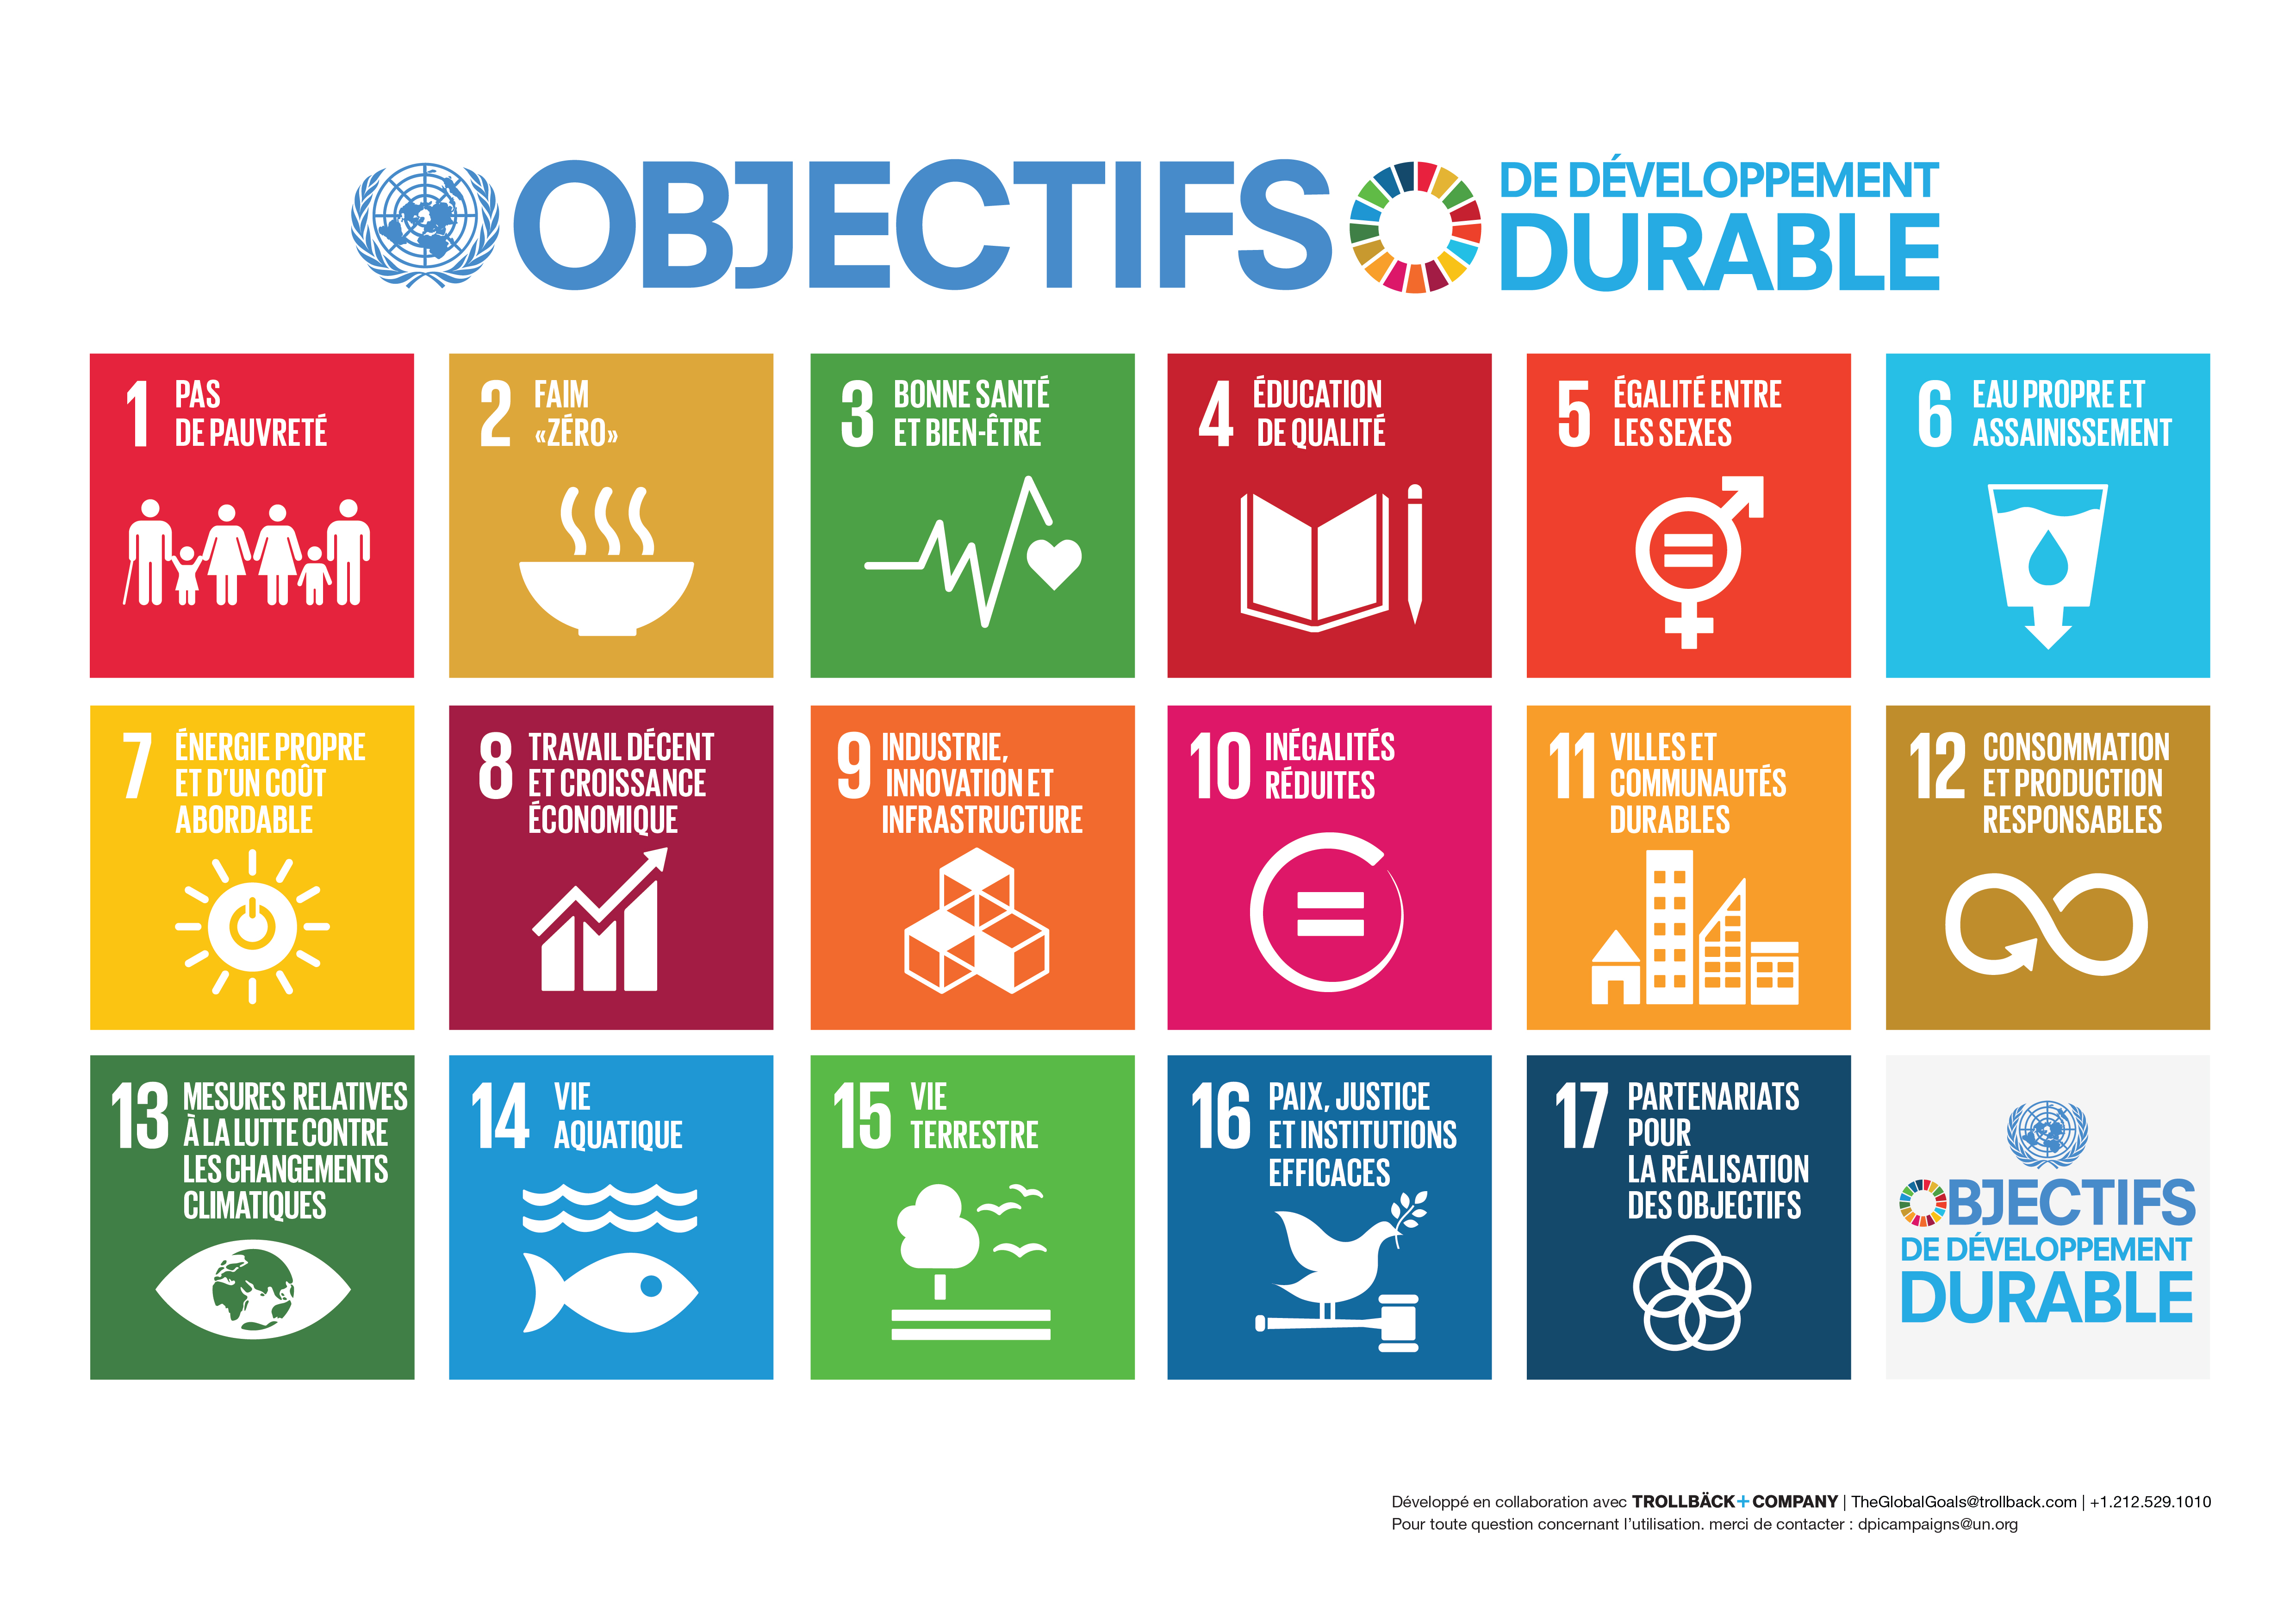 OBJECTIFS
DE DÉVELOPPEMENT
DURABLE
1 PAS
DE PAUVRETÉ
2 FAIM
«ZÉRO»
3 BONNE SANTÉ
ET BIEN-ÊTRE
4 ÉDUCATION
DE QUALITÉ
5 ÉGALITÉ ENTRE
LES SEXES
6 EAU PROPRE ET
ASSAINISSEMENT
7 ÉNERGIE PROPRE
ET D'UN COÛT
ABORDABLE
8 TRAVAIL DÉCENT
ET CROISSANCE
ÉCONOMIQUE
9 INDUSTRIE,
INNOVATION ET
INFRASTRUCTURE
10 INÉGALITÉS
RÉDUITES
11 VILLES ET
COMMUNAUTÉS
DURABLES
12 CONSOMMATION
ET PRODUCTION
RESPONSABLES
13 MESURES RELATIVES
À LA LUTTE CONTRE
LES CHANGEMENTS
CLIMATIQUES
14 VIE
AQUATIQUE
15 VIE
TERRESTRE
16 PAIX, JUSTICE
ET INSTITUTIONS
EFFICACES
17 PARTENARIATS
POUR
LA RÉALISATION
DES OBJECTIFS
OBJECTIFS
DE DÉVELOPPEMENT
DURABLE
Développé en collaboration avec TROLLBÄCK+COMPANY | TheGlobalGoals@trollback.com | +1.212.529.1010
Pour toute question concernant l'utilisation. merci de contacter : dpicampaigns@un.org